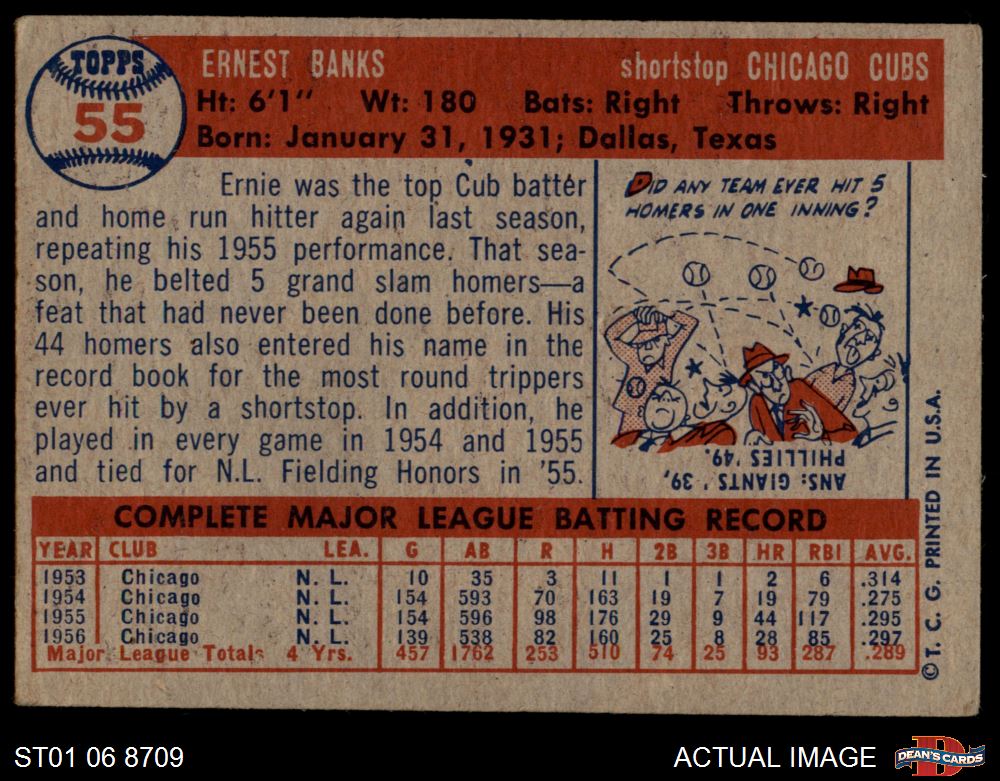 TOPPS
55
ERNEST BANKS shortstop CHICAGO CUBS
Ht: 6'1" Wt: 180 Bats: Right Throws: Right
Born: January 31, 1931; Dallas, Texas
Ernie was the top Cub batter
and home run hitter again last season,
repeating his 1955 performance. That sea-
son, he belted 5 grand slam homers—a
feat that had never been done before. His
44 homers also entered his name in the
record book for the most round trippers
ever hit by a shortstop. In addition, he
played in every game in 1954 and 1955
and tied for N.L. Fielding Honors in '55.
DID ANY TEAM EVER HIT 5
HOMERS IN ONE INNING?
ANS: GIANTS '39,
PHILLIES '49.
COMPLETE MAJOR LEAGUE BATTING RECORD
YEAR CLUB LEA. G AB R H 2B 3B HR RBI AVG.
1953 Chicago N. L. 10 35 3 11 1 1 2 6 .314
1954 Chicago N. L. 154 593 70 163 19 7 19 79 .275
1955 Chicago N. L. 154 596 98 176 29 9 44 117 .295
1956 Chicago N. L. 139 538 82 160 25 8 28 85 .297
Major League Totals 4 Yrs. 457 1762 253 510 74 25 93 287 .289
© T. C. G. PRINTED IN U.S.A.
ST01 06 8709
ACTUAL IMAGE
D
DEAN'S CARDS